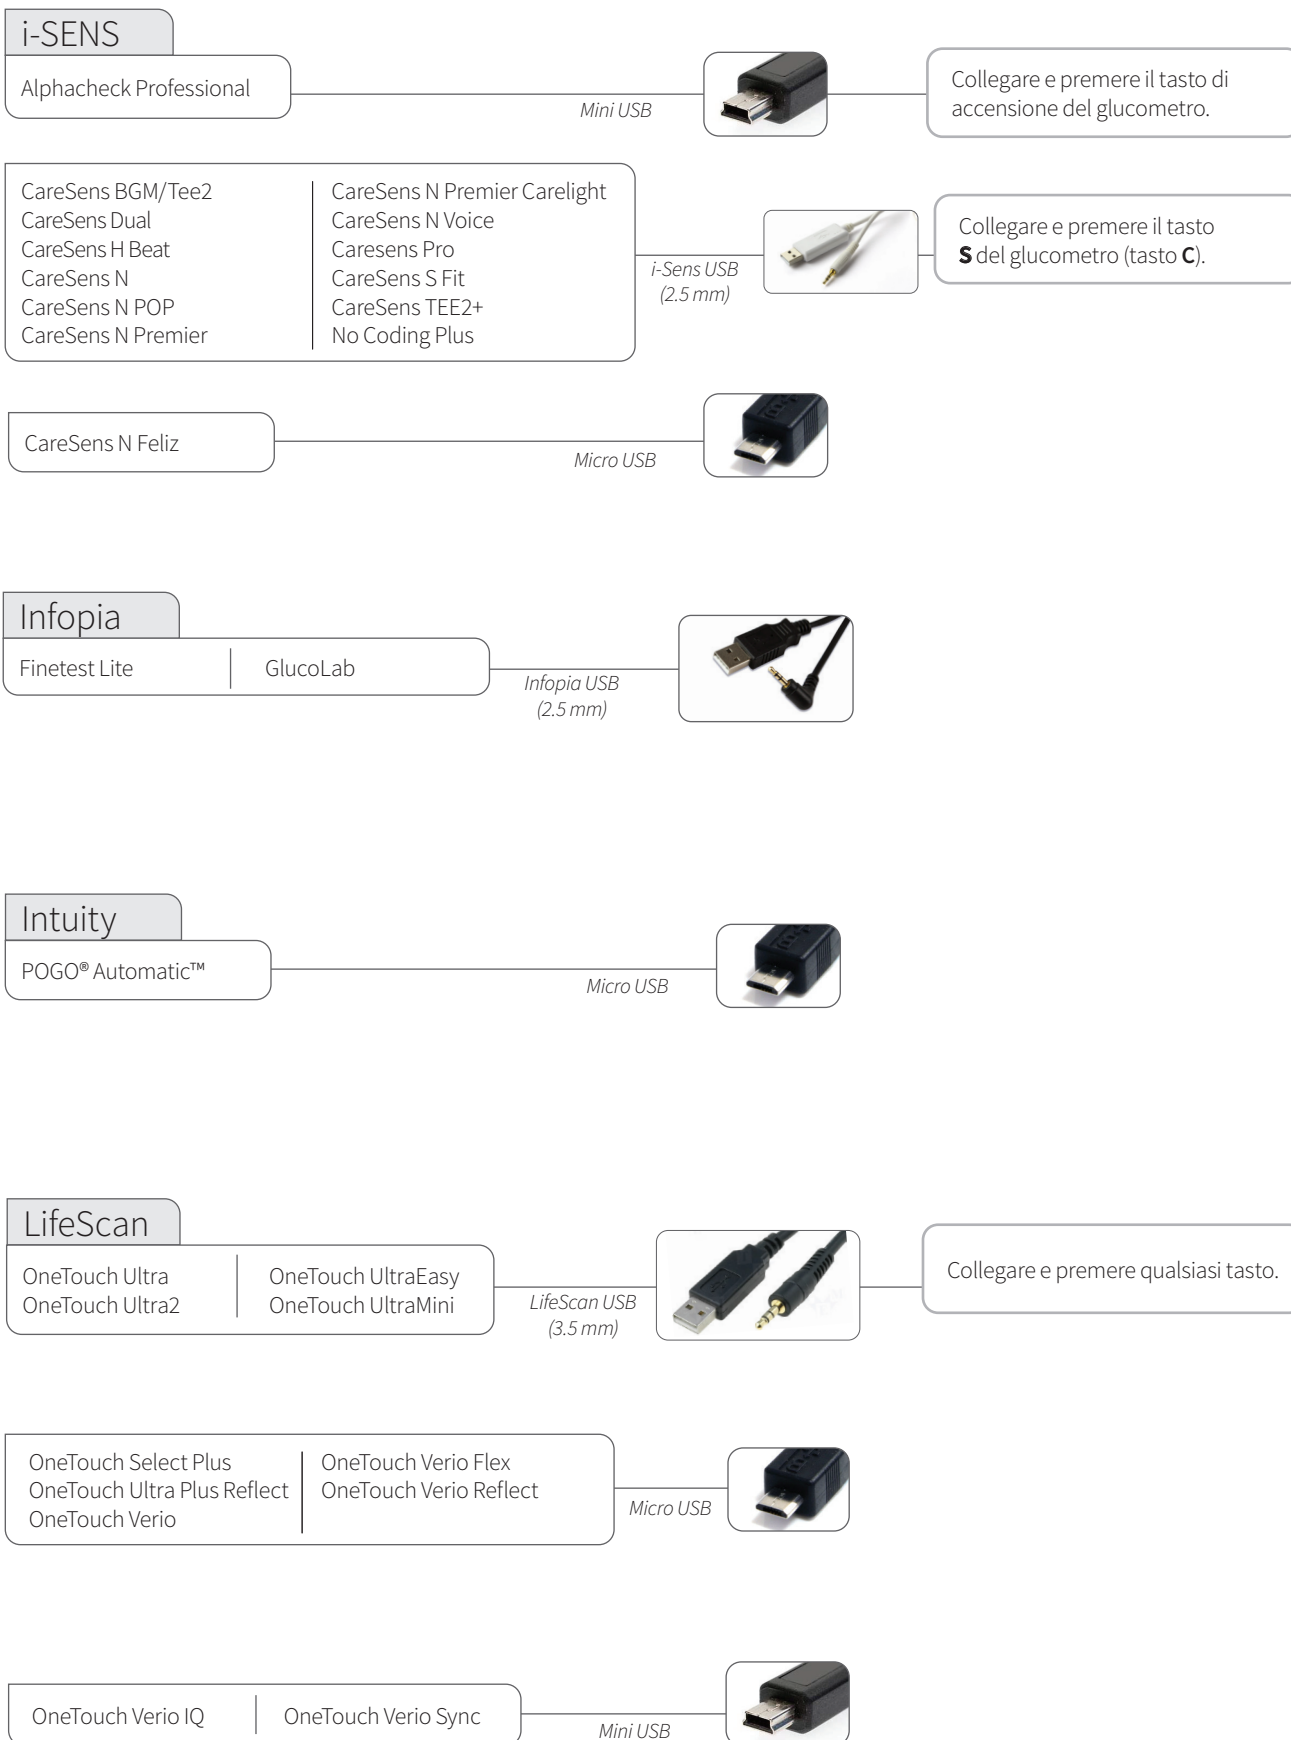 i-SENS
Alphacheck Professional
Mini USB
Collegare e premere il tasto di
accensione del glucometro.
CareSens BGM/Tee2
CareSens Dual
CareSens H Beat
CareSens N
CareSens N POP
CareSens N Premier
CareSens N Premier Carelight
CareSens N Voice
Caresens Pro
CareSens S Fit
CareSens TEE2+
No Coding Plus
i-Sens USB
(2.5 mm)
Collegare e premere il tasto
S del glucometro (tasto C).
CareSens N Feliz
Micro USB
Infopia
Finetest Lite
GlucoLab
Infopia USB
(2.5 mm)
Intuity
POGO® Automatic™
Micro USB
LifeScan
OneTouch Ultra
OneTouch Ultra2
OneTouch UltraEasy
OneTouch UltraMini
LifeScan USB
(3.5 mm)
Collegare e premere qualsiasi tasto.
OneTouch Select Plus
OneTouch Ultra Plus Reflect
OneTouch Verio
OneTouch Verio Flex
OneTouch Verio Reflect
Micro USB
OneTouch Verio IQ
OneTouch Verio Sync
Mini USB